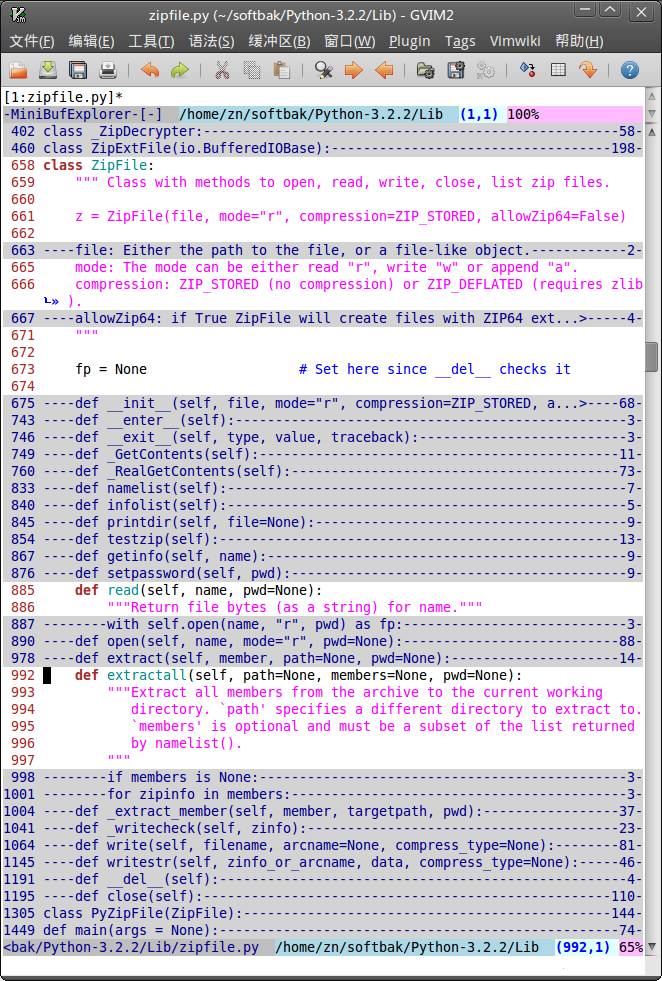 zipfile.py (~/softbak/Python-3.2.2/Lib) - GVIM2
文件(F) 编辑(E) 工具(T) 语法(S) 缓冲区(B) 窗口(W) Plugin Tags Vimwiki 帮助(H)
[1:zipfile.py]*
-MiniBufExplorer-[-] /home/zn/softbak/Python-3.2.2/Lib (1,1) 100%
402 class _ZipDecrypter:----------------------------------------------------58-
460 class ZipExtFile(io.BufferedIOBase):-----------------------------------198-
658 class ZipFile:
659     """ Class with methods to open, read, write, close, list zip files.
660
661     z = ZipFile(file, mode="r", compression=ZIP_STORED, allowZip64=False)
662
663 ----file: Either the path to the file, or a file-like object.------------2-
665     mode: The mode can be either read "r", write "w" or append "a".
666     compression: ZIP_STORED (no compression) or ZIP_DEFLATED (requires zlib
» ).
667 ----allowZip64: if True ZipFile will create files with ZIP64 ext...>-----4-
671     """
672
673     fp = None                   # Set here since __del__ checks it
674
675 ----def __init__(self, file, mode="r", compression=ZIP_STORED, a...>----68-
743 ----def __enter__(self):-------------------------------------------------3-
746 ----def __exit__(self, type, value, traceback):--------------------------3-
749 ----def _GetContents(self):---------------------------------------------11-
760 ----def _RealGetContents(self):-----------------------------------------73-
833 ----def namelist(self):--------------------------------------------------7-
840 ----def infolist(self):--------------------------------------------------5-
845 ----def printdir(self, file=None):---------------------------------------9-
854 ----def testzip(self):--------------------------------------------------13-
867 ----def getinfo(self, name):---------------------------------------------9-
876 ----def setpassword(self, pwd):------------------------------------------9-
885     def read(self, name, pwd=None):
886         """Return file bytes (as a string) for name."""
887 --------with self.open(name, "r", pwd) as fp:----------------------------3-
890 ----def open(self, name, mode="r", pwd=None):---------------------------88-
978 ----def extract(self, member, path=None, pwd=None):---------------------14-
992     def extractall(self, path=None, members=None, pwd=None):
993         """Extract all members from the archive to the current working
994            directory. `path' specifies a different directory to extract to.
995            `members' is optional and must be a subset of the list returned
996            by namelist().
997         """
998 --------if members is None:----------------------------------------------3-
1001 --------for zipinfo in members:------------------------------------------3-
1004 ----def _extract_member(self, member, targetpath, pwd):-----------------37-
1041 ----def _writecheck(self, zinfo):---------------------------------------23-
1064 ----def write(self, filename, arcname=None, compress_type=None):--------81-
1145 ----def writestr(self, zinfo_or_arcname, data, compress_type=None):-----46-
1191 ----def __del__(self):---------------------------------------------------4-
1195 ----def close(self):---------------------------------------------------110-
1305 class PyZipFile(ZipFile):----------------------------------------------144-
1449 def main(args = None):--------------------------------------------------74-
<bak/Python-3.2.2/Lib/zipfile.py /home/zn/softbak/Python-3.2.2/Lib (992,1) 65%